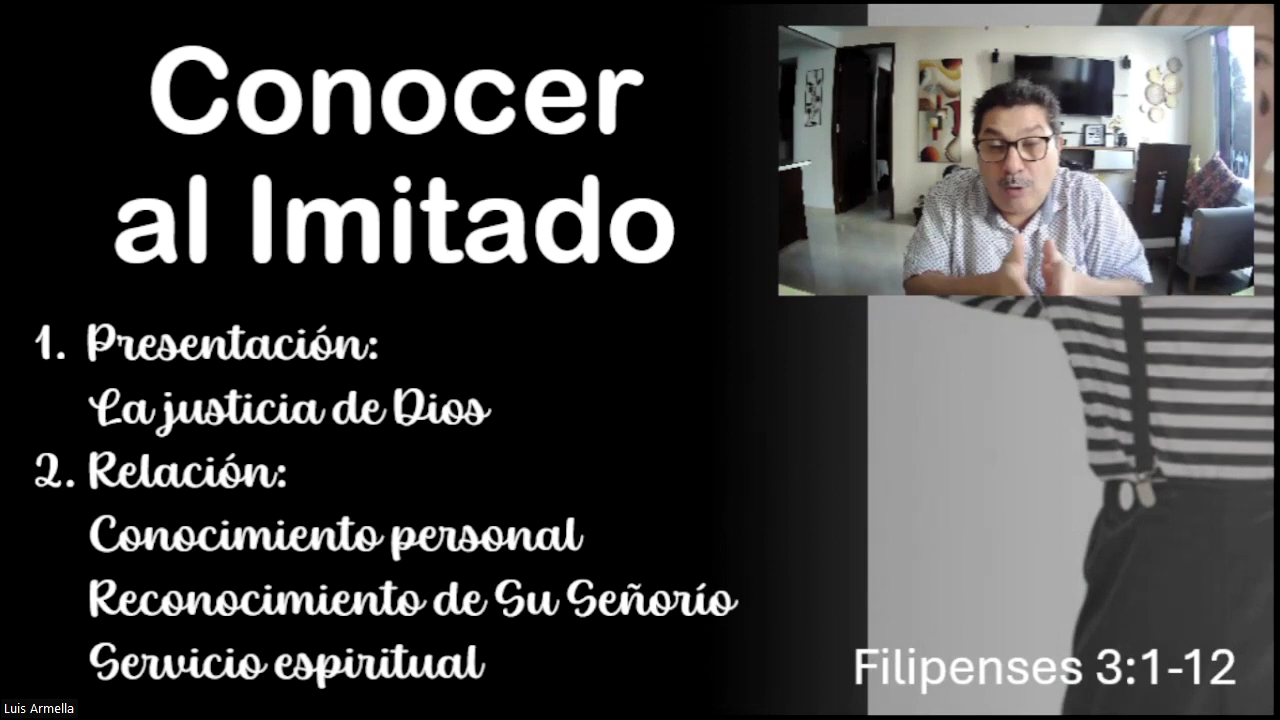 Conocer
al Imitado
1. Presentación:
La justicia de Dios
2. Relación:
Conocimiento personal
Reconocimiento de Su Señorío
Servicio espiritual
Filipenses 3:1-12
Luis Armella